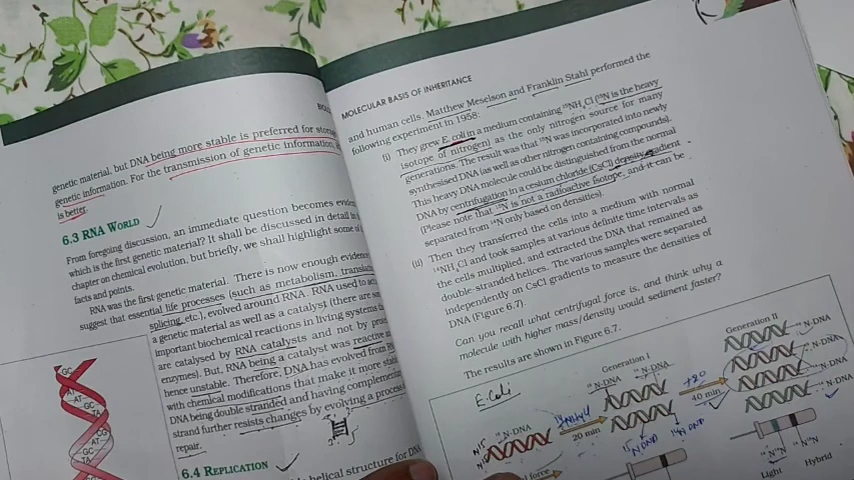 genetic material, but DNA being more stable is preferred for
genetic information. For the transmission of genetic information
is better.
6.3 RNA WORLD
From foregoing discussion, an immediate question becomes
which is the first genetic material? It shall be discussed in detail
chapter on chemical evolution, but briefly, we shall highlight some
facts and points.
RNA was the first genetic material. There is now enough
suggest that essential life processes (such as metabolism,
splicing, etc.), evolved around RNA. RNA used to
a genetic material as well as a catalyst (there are
important biochemical reactions in living systems
are catalysed by RNA catalysts and not by
enzymes). But, RNA being a catalyst was reactive
hence unstable. Therefore, DNA has evolved from
with chemical modifications that make it more
DNA being double stranded and having
strand further resists changes by evolving a process
repair.
6.4 REPLICATION
helical structure for
GC
AT
AT
GC
TA
CG
AT
GC
TA
MOLECULAR BASIS OF INHERITANCE
and human cells. Matthew Meselson and Franklin Stahl performed the
following experiment in 1958:
(i) They grew E. coli in a medium containing ¹⁵NH₄Cl (¹⁵N is the heavy
isotope of nitrogen) as the only nitrogen source for many
generations. The result was that ¹⁵N was incorporated into newly
synthesised DNA (as well as other nitrogen containing compounds).
This heavy DNA molecule could be distinguished from the normal
DNA by centrifugation in a cesium chloride (CsCl) density gradient
(Please note that ¹⁵N is not a radioactive isotope, and it can be
separated from ¹⁴N only based on densities).
(ii) Then they transferred the cells into a medium with normal
¹⁴NH₄Cl and took samples at various definite time intervals as
the cells multiplied, and extracted the DNA that remained as
double-stranded helices. The various samples were separated
independently on CsCl gradients to measure the densities of
DNA (Figure 6.7).
Can you recall what centrifugal force is, and think why a
molecule with higher mass/density would sediment faster?
The results are shown in Figure 6.7.
E.Coli
Generation I
Generation II
¹⁵N-DNA
20 min
40 min
Light
Hybrid